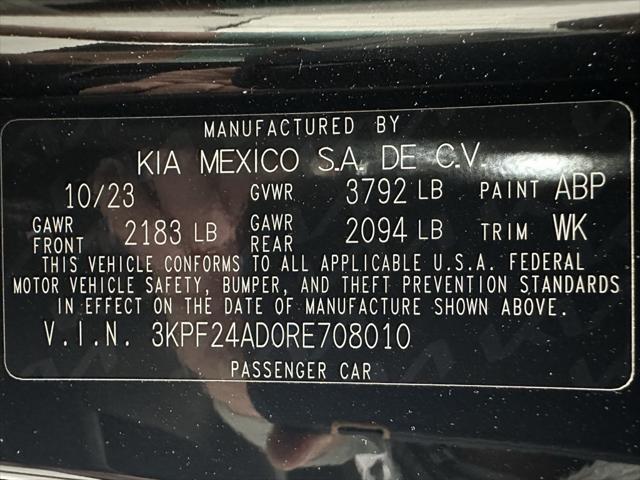 MANUFACTURED BY
KIA MEXICO S.A. DE C.V.
10/23 GVWR 3792 LB PAINT ABP
GAWR FRONT 2183 LB GAWR REAR 2094 LB TRIM WK
THIS VEHICLE CONFORMS TO ALL APPLICABLE U.S.A. FEDERAL
MOTOR VEHICLE SAFETY, BUMPER, AND THEFT PREVENTION STANDARDS
IN EFFECT ON THE DATE OF MANUFACTURE SHOWN ABOVE.
V.I.N. 3KPF24AD0RE708010
PASSENGER CAR